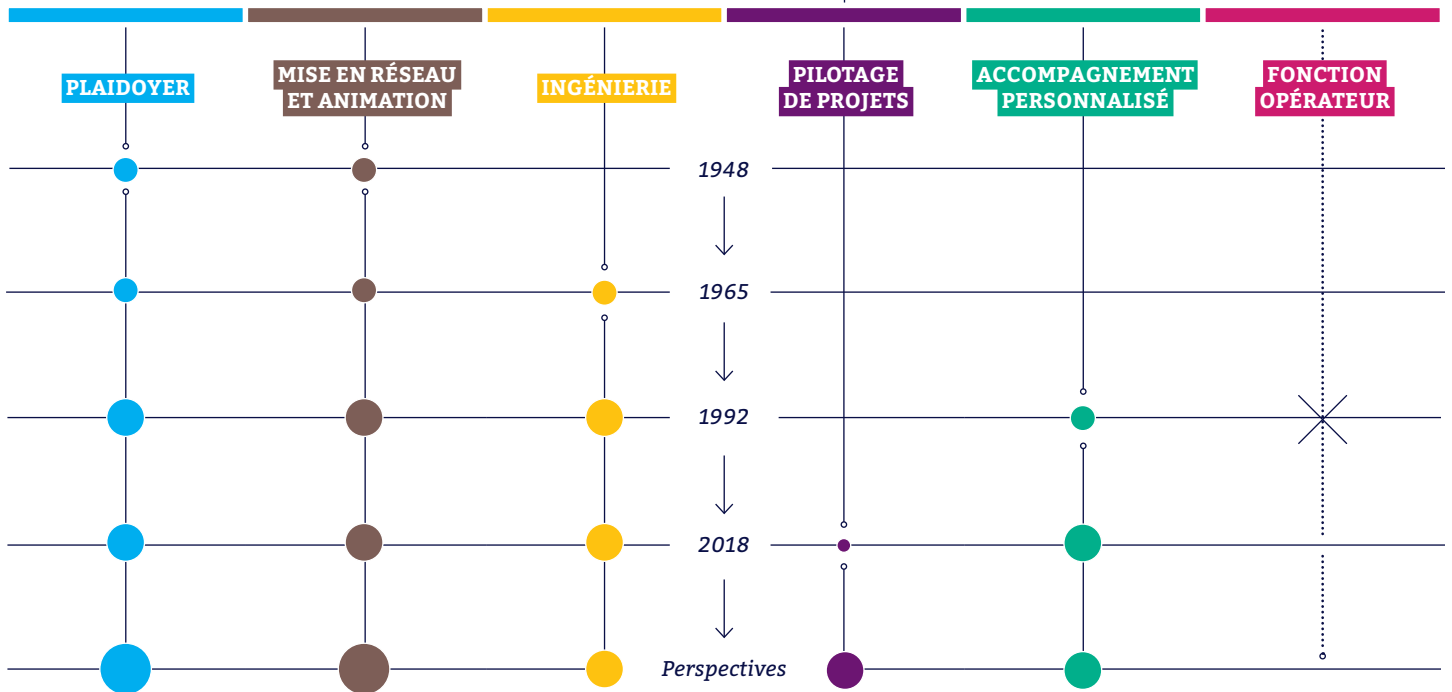 PLAIDOYER
MISE EN RÉSEAU
ET ANIMATION
INGÉNIERIE
PILOTAGE
DE PROJETS
ACCOMPAGNEMENT
PERSONNALISÉ
FONCTION
OPÉRATEUR
1948
1965
1992
2018
Perspectives